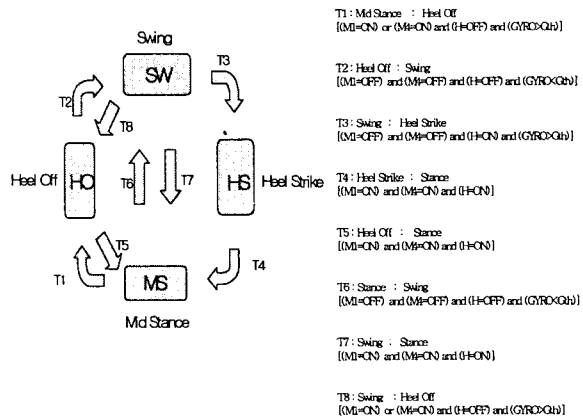 Swing
SW
T3
T2
T8
Heel Off
HO
T6
T7
HS
Heel Strike
T5
T1
T4
MS
Mid Stance
T1 : Mid Stance : Heel Off
[(M1=ON) or (M4=ON) and (H=OFF) and (GYRO>Gth)]
T2 : Heel Off : Swing
[(M1=OFF) and (M4=OFF) and (H=OFF) and (GYRO<Gth)]
T3 : Swing : Heel Strike
[(M1=OFF) and (M4=OFF) and (H=ON) and (GYRO>Gth)]
T4 : Heel Strike : Stance
[(M1=ON) and (M4=ON) and (H=ON)]
T5 : Heel Off : Stance
[(M1=ON) and (M4=ON) and (H=ON)]
T6 : Stance : Swing
[(M1=OFF) and (M4=OFF) and (H=OFF) and (GYRO<Gth)]
T7 : Swing : Stance
[(M1=ON) and (M4=ON) and (H=ON)]
T8 : Swing : Heel Off
[(M1=ON) or (M4=ON) and (H=OFF) and (GYRO>Gth)]